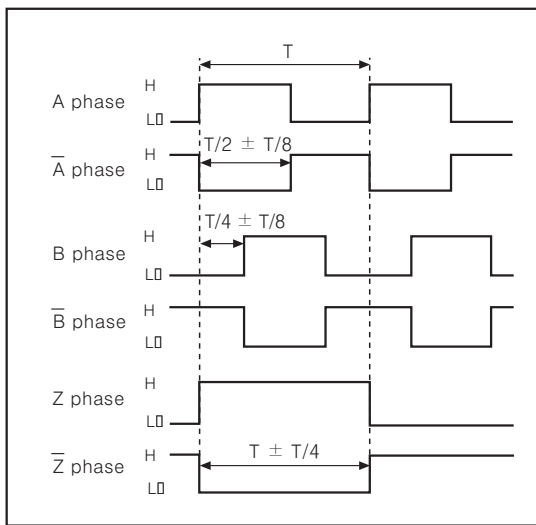 T
H
A phase
L▯
T/2 ± T/8
H
A̅ phase
L▯
T/4 ± T/8
H
B phase
L▯
H
B̅ phase
L▯
H
Z phase
L▯
H
T ± T/4
Z̅ phase
L▯